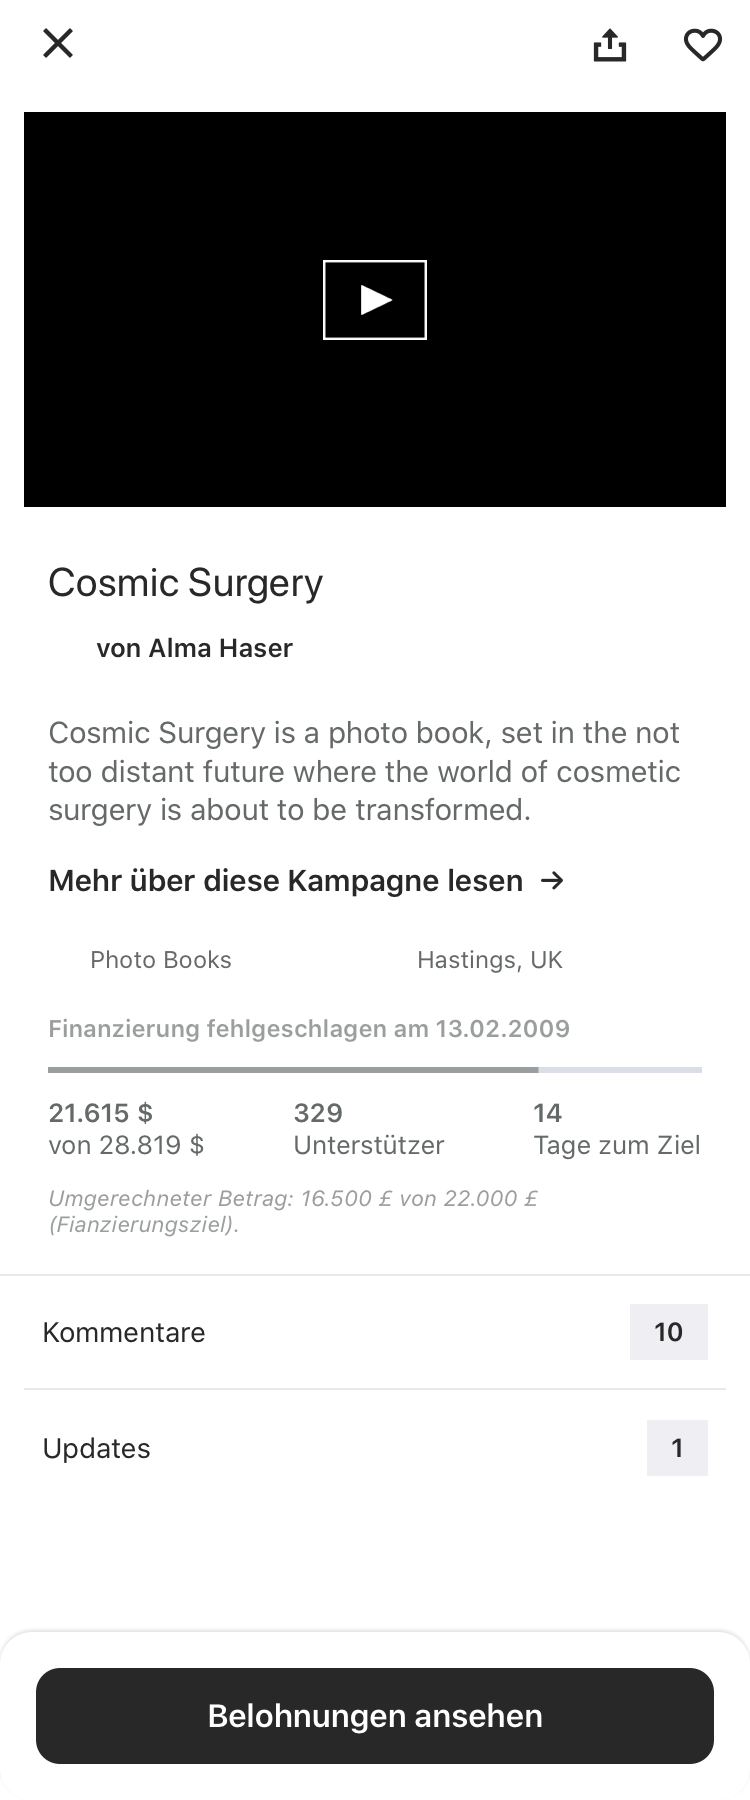 Cosmic Surgery
von Alma Haser
Cosmic Surgery is a photo book, set in the not
too distant future where the world of cosmetic
surgery is about to be transformed.
Mehr über diese Kampagne lesen →
Photo Books
Hastings, UK
Finanzierung fehlgeschlagen am 13.02.2009
21.615 $
von 28.819 $
329
Unterstützer
14
Tage zum Ziel
Umgerechneter Betrag: 16.500 £ von 22.000 £
(Fianzierungsziel).
Kommentare
10
Updates
1
Belohnungen ansehen